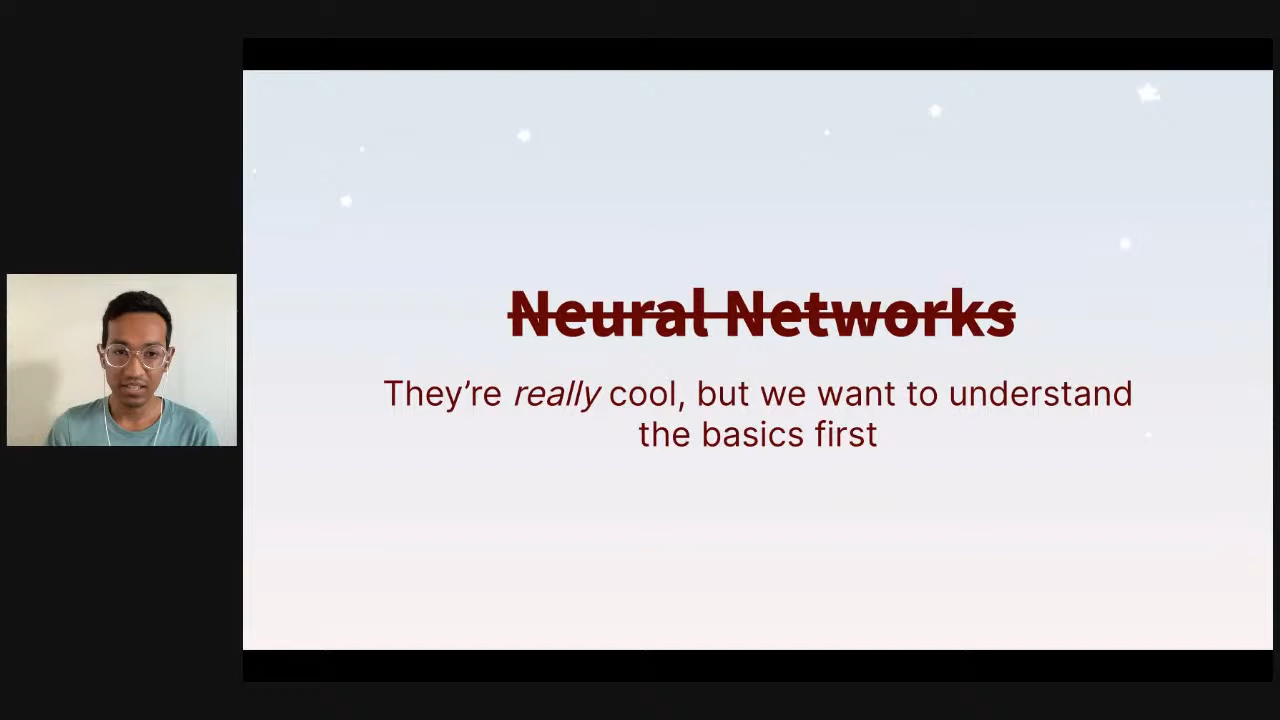 Neural Networks
They’re really cool, but we want to understand
the basics first